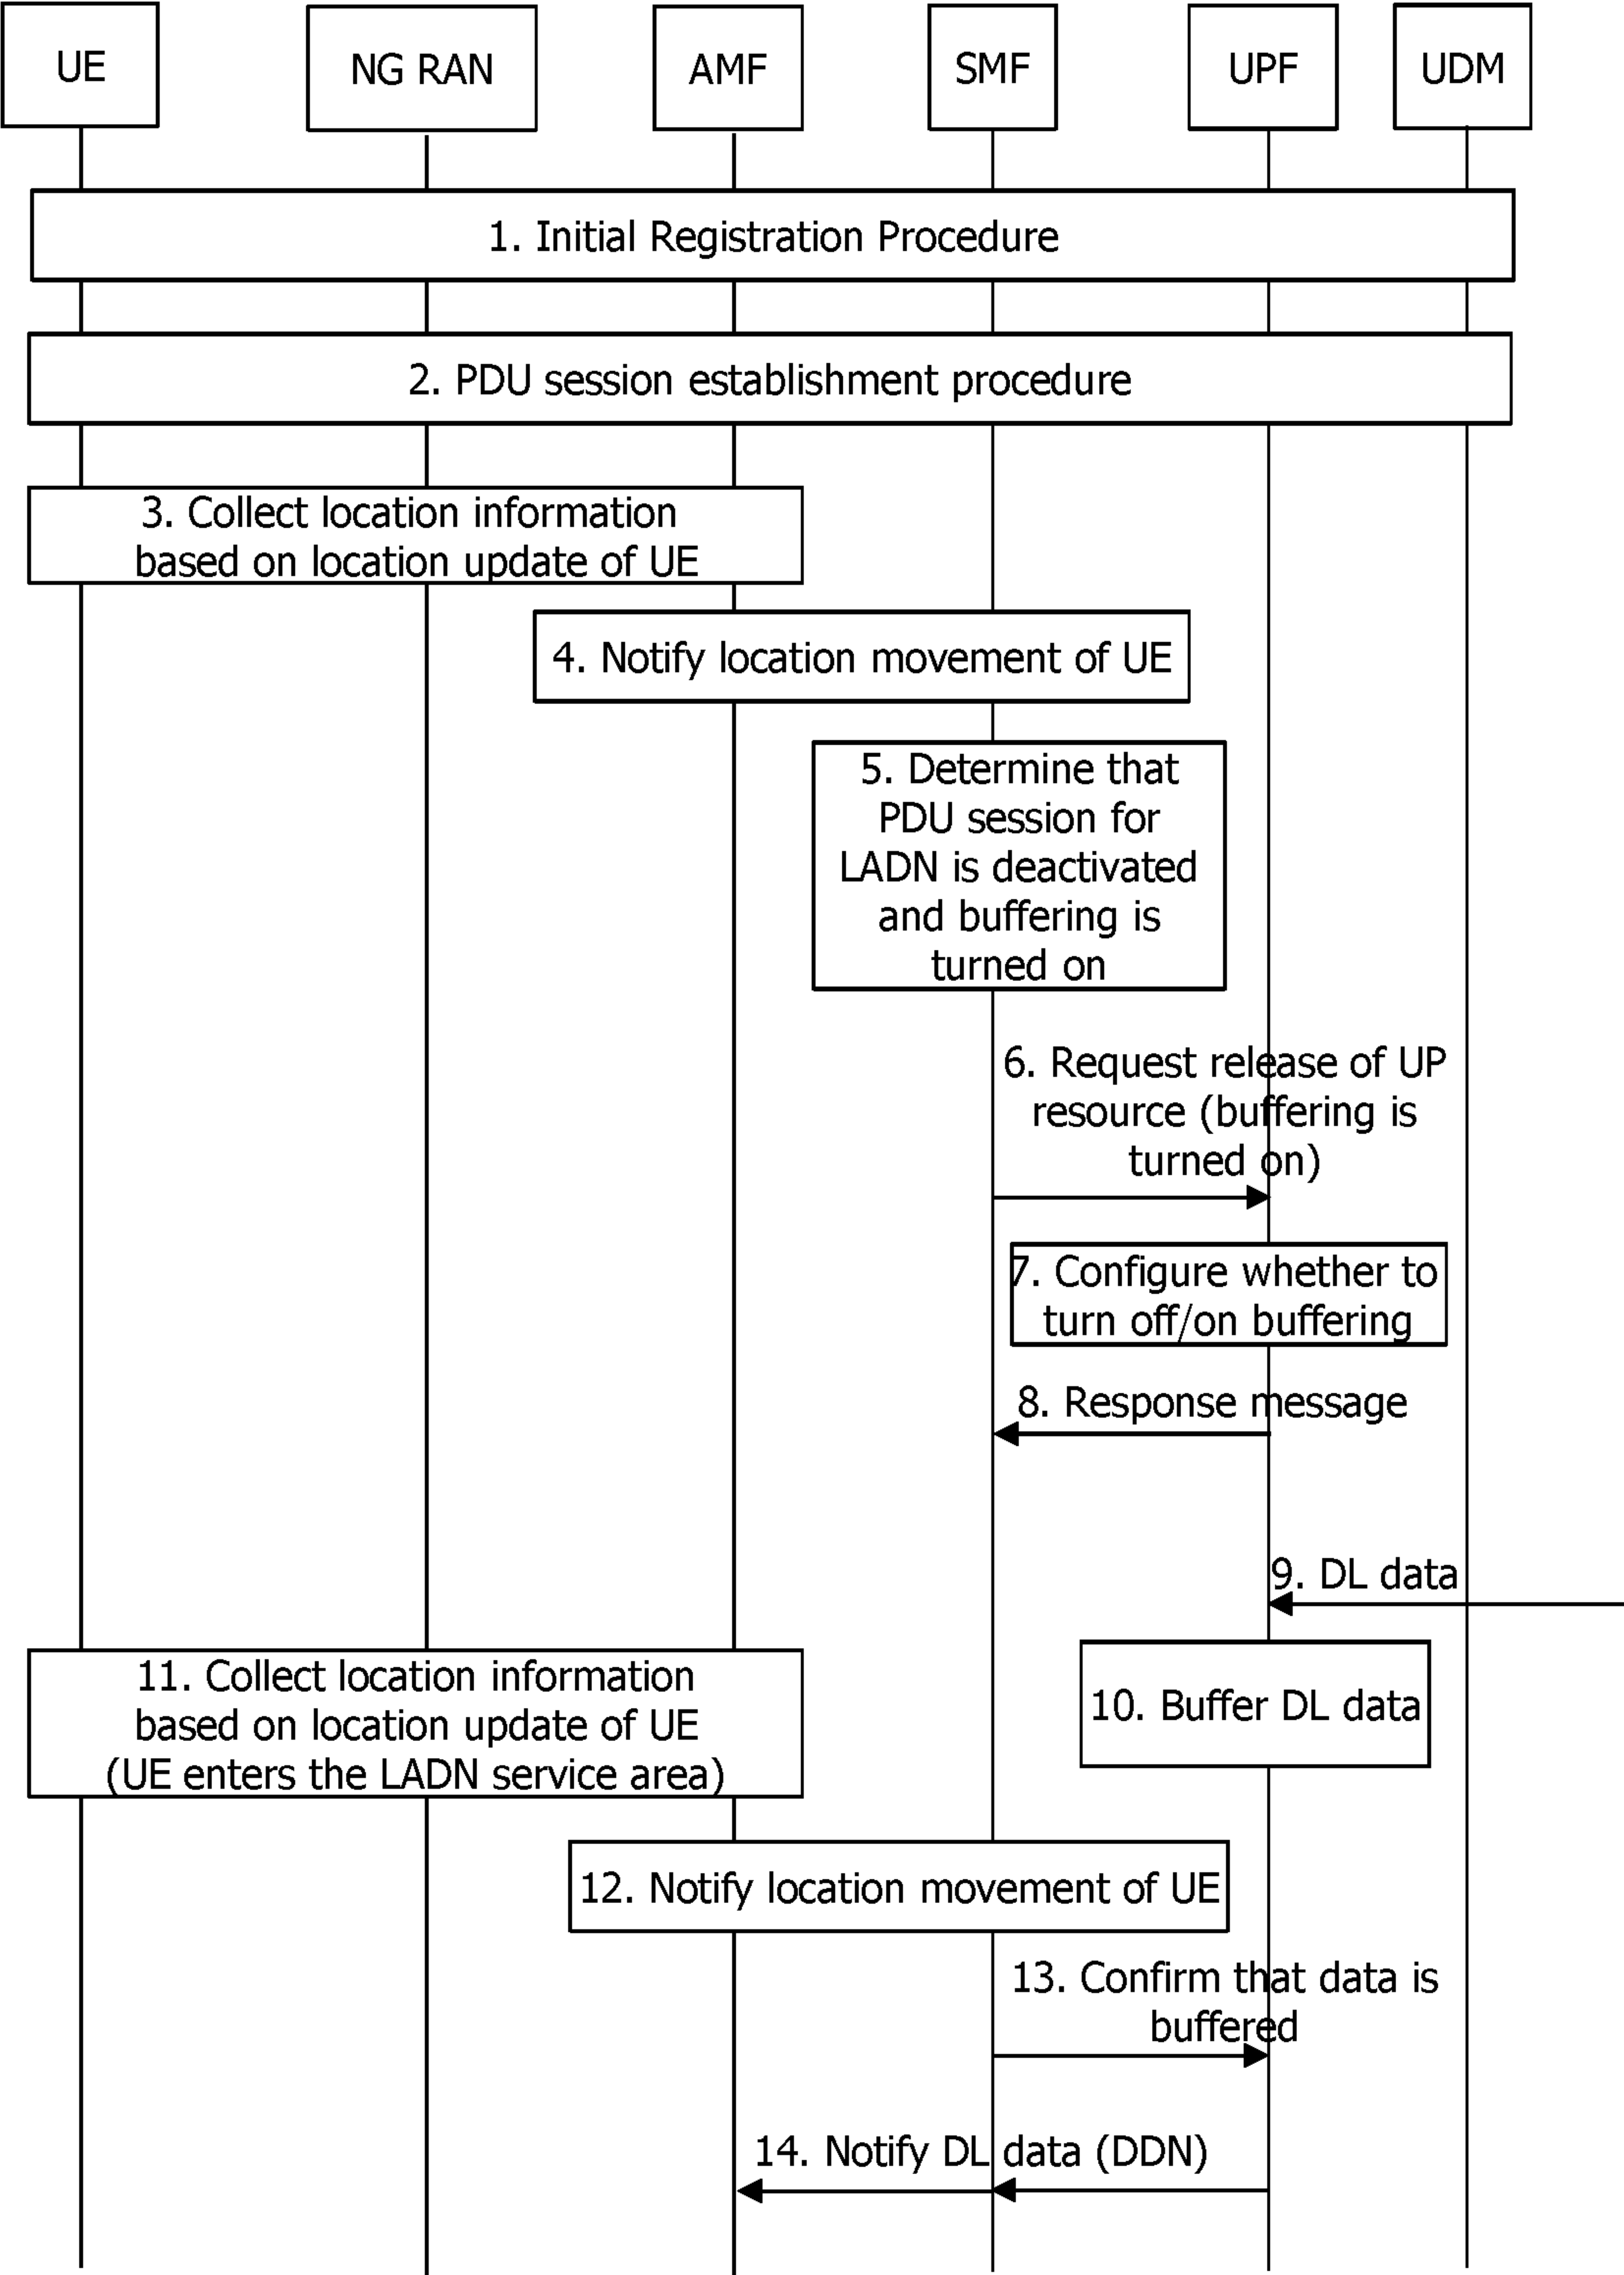 UE
NG RAN
AMF
SMF
UPF
UDM
1. Initial Registration Procedure
2. PDU session establishment procedure
3. Collect location information
based on location update of UE
4. Notify location movement of UE
5. Determine that
PDU session for
LADN is deactivated
and buffering is
turned on
6. Request release of UP
resource (buffering is
turned on)
7. Configure whether to
turn off/on buffering
8. Response message
9. DL data
10. Buffer DL data
11. Collect location information
based on location update of UE
(UE enters the LADN service area)
12. Notify location movement of UE
13. Confirm that data is
buffered
14. Notify DL data (DDN)